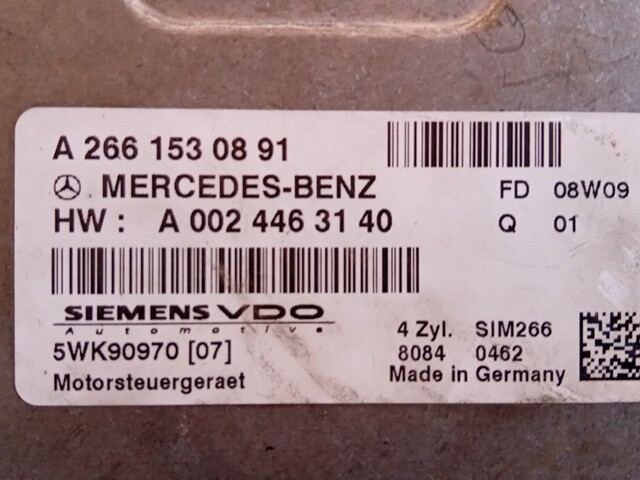 A 266 153 08 91
MERCEDES-BENZ
FD 08W09
HW : A 002 446 31 40
Q 01
SIEMENS VDO
Automotive
4 Zyl. SIM266
5WK90970 [07]
8084 0462
Motorsteuergeraet
Made in Germany